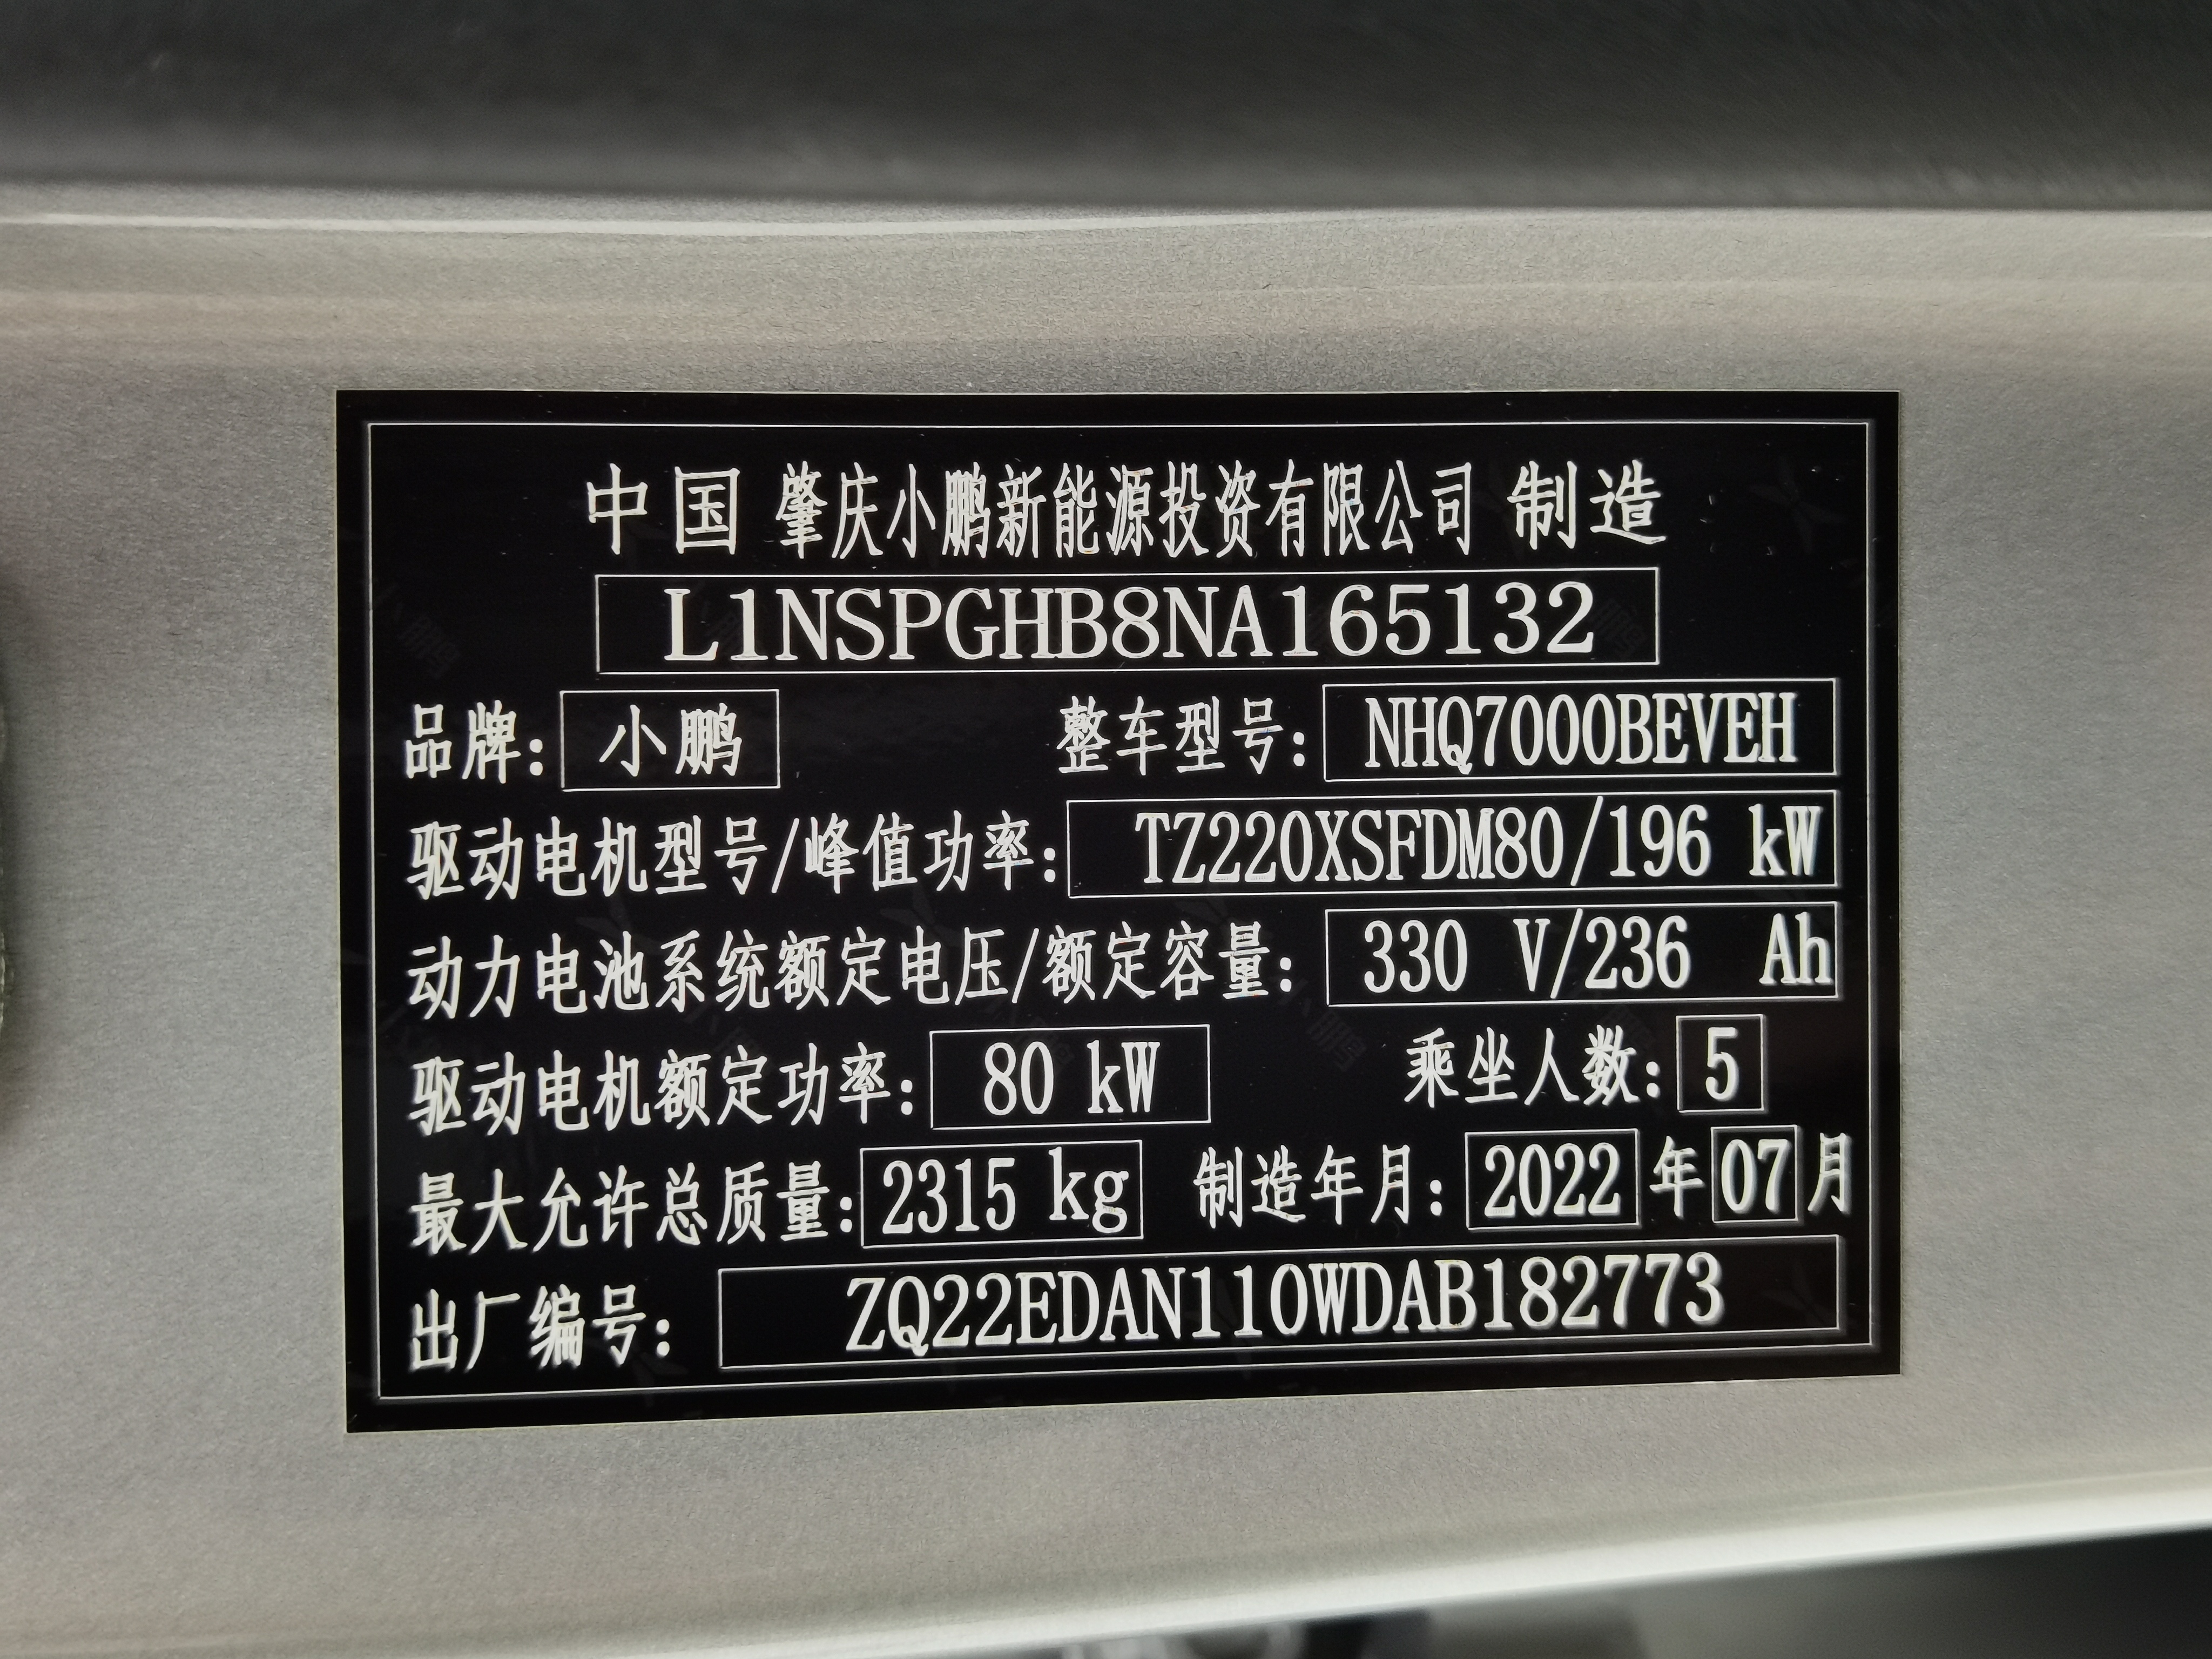 中国 肇庆小鹏新能源投资有限公司 制造
L1NSPGHB8NA165132
品牌: 小鹏 整车型号: NHQ7000BEVEH
驱动电机型号/峰值功率: TZ220XSFDM80/196 kW
动力电池系统额定电压/额定容量: 330 V/236 Ah
驱动电机额定功率: 80 kW 乘坐人数: 5
最大允许总质量: 2315 kg 制造年月: 2022 年 07 月
出厂编号: ZQ22EDAN110WDAB182773